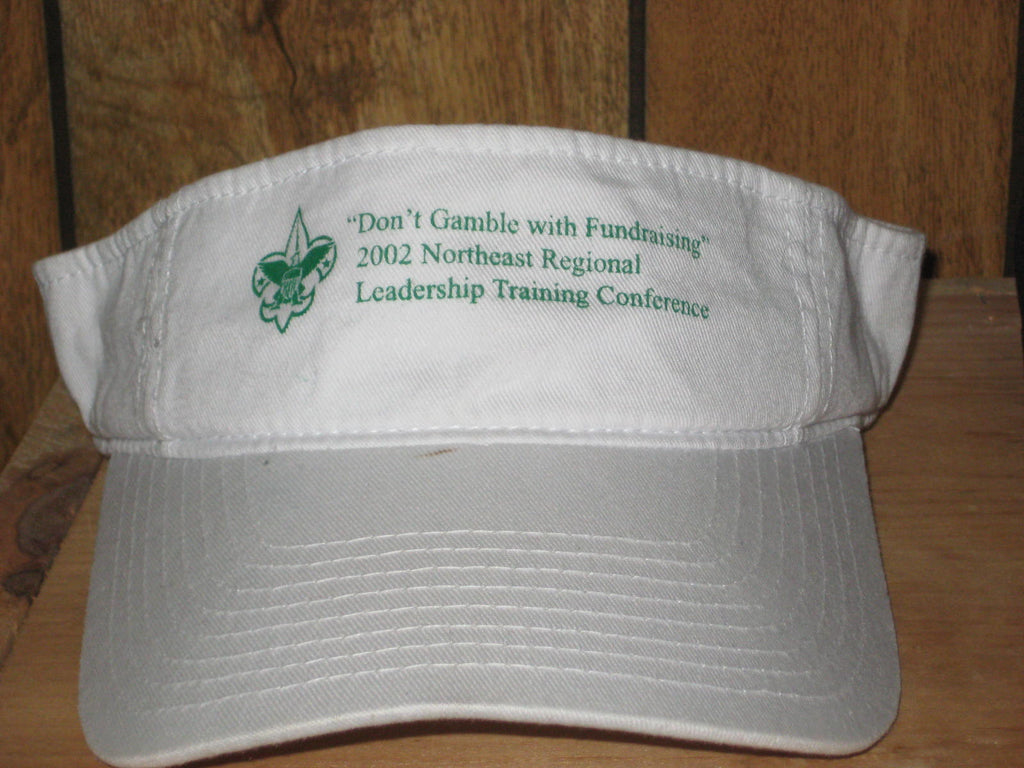 “Don’t Gamble with Fundraising”
2002 Northeast Regional
Leadership Training Conference